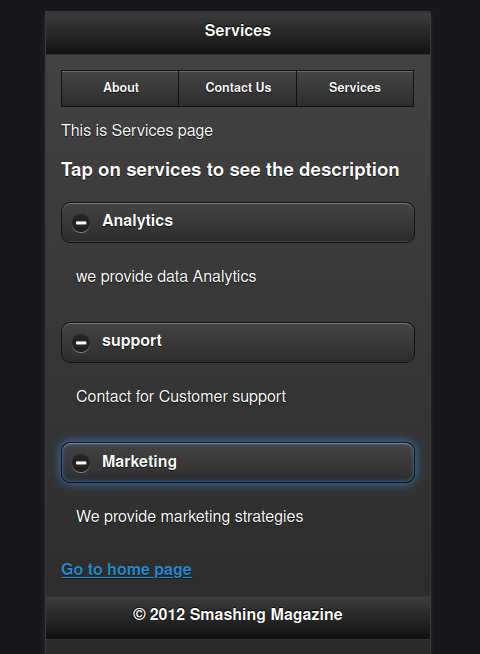 Services
About Contact Us Services
This is Services page
Tap on services to see the description
Analytics
we provide data Analytics
support
Contact for Customer support
Marketing
We provide marketing strategies
Go to home page
© 2012 Smashing Magazine